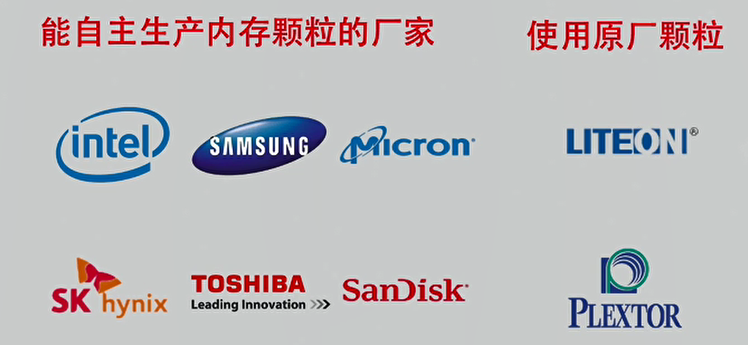 能自主生产内存颗粒的厂家
使用原厂颗粒
intel
SAMSUNG
Micron
LITEON®
SK hynix
TOSHIBA
Leading Innovation >>>
SanDisk
PLEXTOR